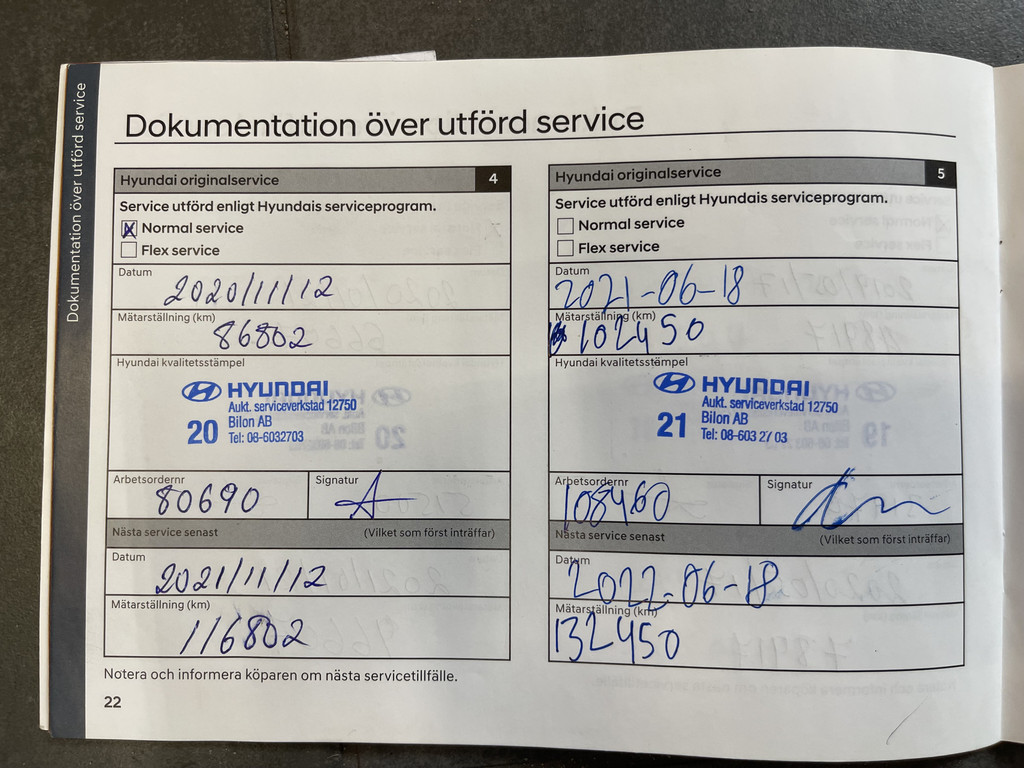 Dokumentation över utförd service
Dokumentation över utförd service
Hyundai originalservice 4
Service utförd enligt Hyundais serviceprogram.
Normal service
Flex service
Datum
2020/11/12
Mätarställning (km)
86802
Hyundai kvalitetsstämpel
HYUNDAI
Aukt. serviceverkstad 12750
20 Bilon AB
Tel: 08-6032703
Arbetsordernr
80690
Signatur
Nästa service senast (Vilket som först inträffar)
Datum
2021/11/12
Mätarställning (km)
116802
Hyundai originalservice 5
Service utförd enligt Hyundais serviceprogram.
Normal service
Flex service
Datum
2021-06-18
Mätarställning (km)
102450
Hyundai kvalitetsstämpel
HYUNDAI
Aukt. serviceverkstad 12750
21 Bilon AB
Tel: 08-603 27 03
Arbetsordernr
108460
Signatur
Nästa service senast (Vilket som först inträffar)
Datum
2022-06-18
Mätarställning (km)
132450
Notera och informera köparen om nästa servicetillfälle.
22